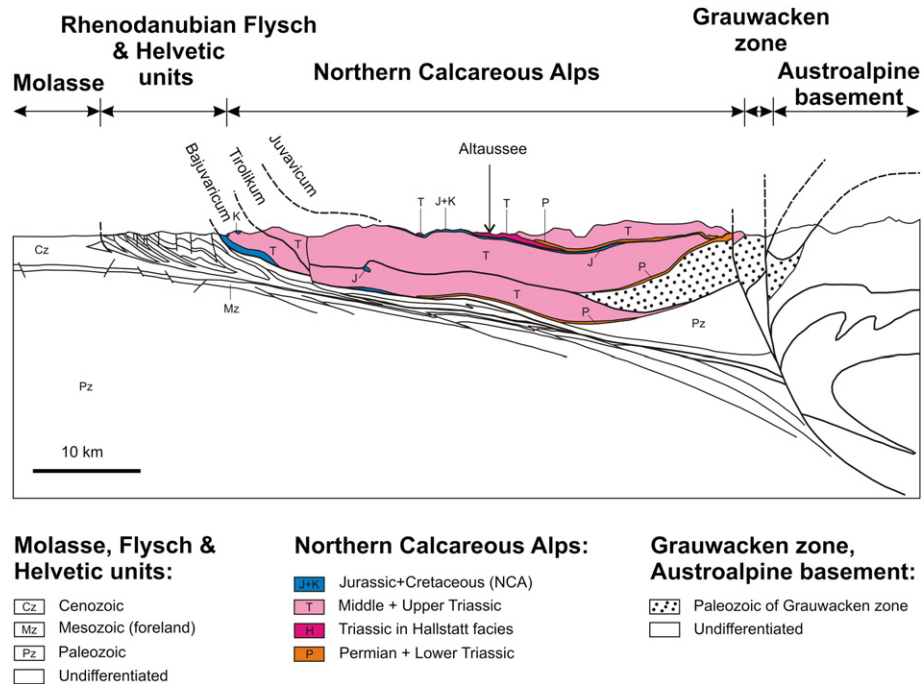 Rhenodanubian Flysch
& Helvetic
units
Grauwacken
zone
Molasse
Northern Calcareous Alps
Austroalpine
basement
Bajuvaricum
Tirolikum
Juvavicum
Altaussee
K
T
J+K
T
P
Cz
T
T
T
T
J
J
P
T
Mz
P
Pz
Pz
10 km
Molasse, Flysch &
Helvetic units:
Cz Cenozoic
Mz Mesozoic (foreland)
Pz Paleozoic
Undifferentiated
Northern Calcareous Alps:
J+K Jurassic+Cretaceous (NCA)
T Middle + Upper Triassic
H Triassic in Hallstatt facies
P Permian + Lower Triassic
Grauwacken zone,
Austroalpine basement:
Paleozoic of Grauwacken zone
Undifferentiated